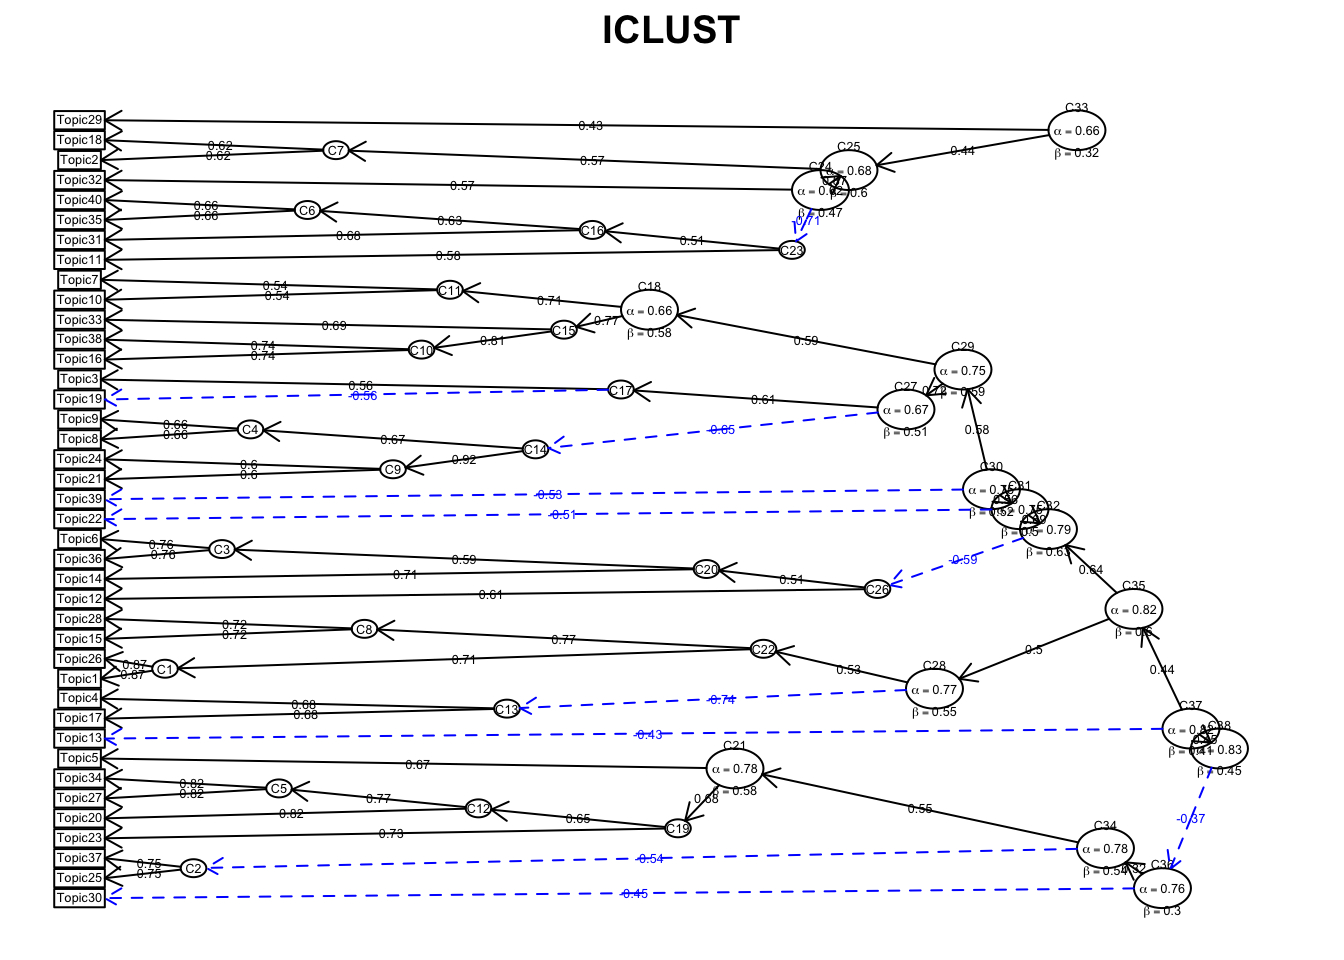 ICLUST
C33
Topic29
α = 0.66
0.43
Topic18
0.62
C7
C25
0.44
β = 0.32
Topic2
0.62
0.57
α = 0.68
C24
Topic32
0.57
β = 0.6
Topic40
0.66
C6
β = 0.47
Topic35
0.66
0.63
-0.71
Topic31
0.68
C16
0.51
Topic11
0.58
C23
Topic7
0.54
C11
C18
Topic10
0.54
0.71
α = 0.66
Topic33
0.69
C15
0.77
β = 0.58
Topic38
0.74
C10
0.81
0.59
C29
Topic16
0.74
α = 0.75
Topic3
0.56
C17
C27
β = 0.59
Topic19
-0.56
0.61
α = 0.67
Topic9
0.66
C4
-0.65
β = 0.51
0.58
Topic8
0.66
0.67
C14
Topic24
0.6
C9
0.92
C30
Topic21
0.6
C31
Topic39
-0.53
C32
Topic22
-0.51
β = 0.52
α = 0.79
Topic6
0.76
C3
β = 0.63
Topic36
0.76
0.59
-0.59
Topic14
0.71
C20
0.51
0.64
Topic12
0.61
C26
C35
Topic28
0.72
C8
α = 0.82
Topic15
0.72
0.77
C22
β = 0.6
Topic26
0.87
C1
0.71
0.5
Topic1
0.87
0.53
C28
0.44
Topic4
0.68
C13
-0.74
α = 0.77
Topic17
0.68
β = 0.55
C37
Topic13
-0.43
C38
C21
β = 0.41
α = 0.83
Topic5
0.67
α = 0.78
β = 0.45
Topic34
0.82
C5
0.68
β = 0.58
Topic27
0.82
0.77
C12
0.55
Topic20
0.82
0.65
-0.37
Topic23
0.73
C19
C34
Topic37
0.75
C2
-0.54
α = 0.78
C36
Topic25
0.75
β = 0.54
Topic30
-0.45
α = 0.76
β = 0.3